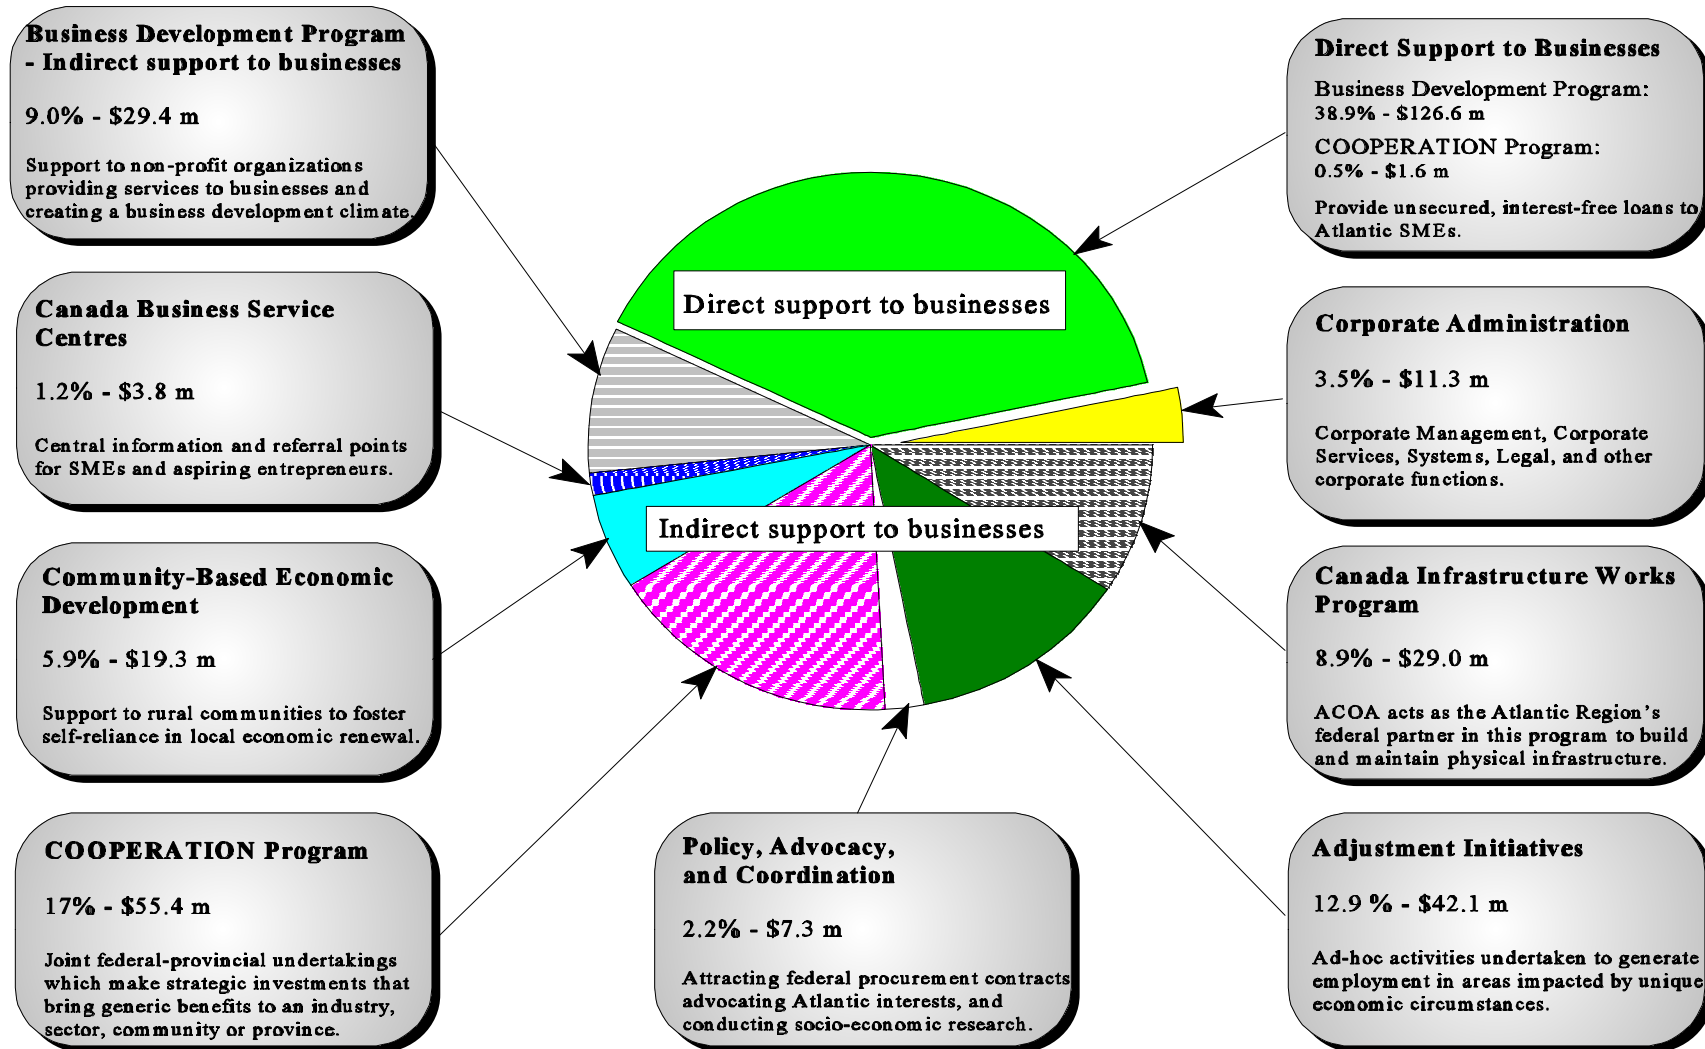 Business Development Program
- Indirect support to businesses
9.0% - $29.4 m
Support to non-profit organizations
providing services to businesses and
creating a business development climate.
Canada Business Service
Centres
1.2% - $3.8 m
Central information and referral points
for SMEs and aspiring entrepreneurs.
Community-Based Economic
Development
5.9% - $19.3 m
Support to rural communities to foster
self-reliance in local economic renewal.
COOPERATION Program
17% - $55.4 m
Joint federal-provincial undertakings
which make strategic investments that
bring generic benefits to an industry,
sector, community or province.
Direct support to businesses
Indirect support to businesses
Policy, Advocacy,
and Coordination
2.2% - $7.3 m
Attracting federal procurement contracts
advocating Atlantic interests, and
conducting socio-economic research.
Direct Support to Businesses
Business Development Program:
38.9% - $126.6 m
COOPERATION Program:
0.5% - $1.6 m
Provide unsecured, interest-free loans to
Atlantic SMEs.
Corporate Administration
3.5% - $11.3 m
Corporate Management, Corporate
Services, Systems, Legal, and other
corporate functions.
Canada Infrastructure Works
Program
8.9% - $29.0 m
ACOA acts as the Atlantic Region's
federal partner in this program to build
and maintain physical infrastructure.
Adjustment Initiatives
12.9 % - $42.1 m
Ad-hoc activities undertaken to generate
employment in areas impacted by unique
economic circumstances.